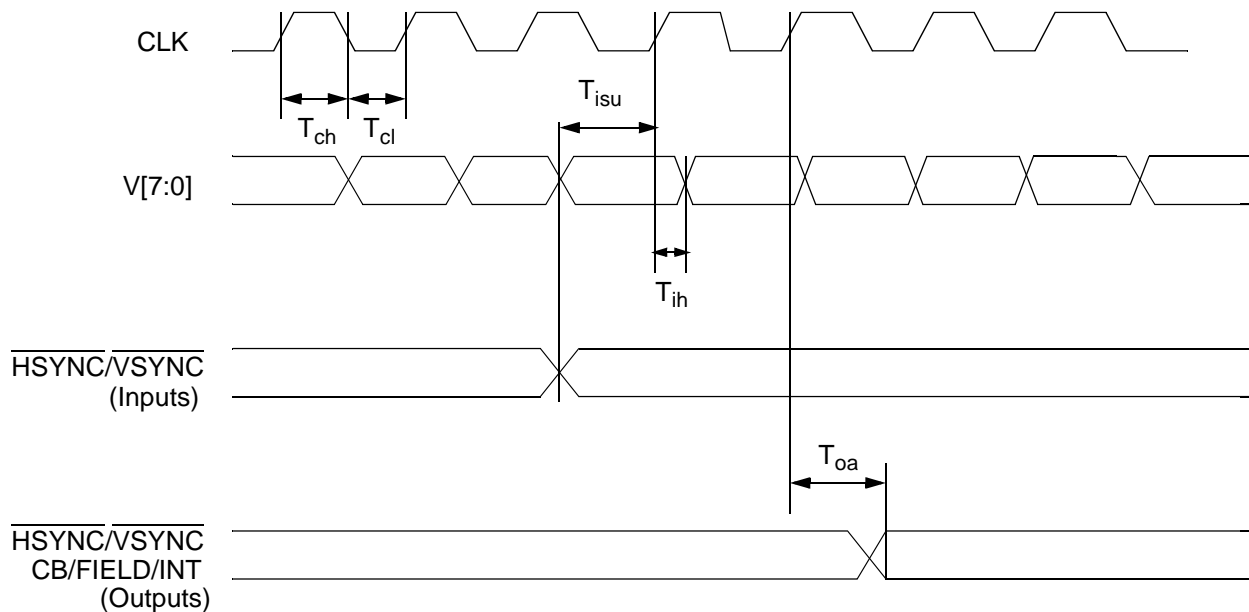 CLK
T_isu
T_ch
T_cl
V[7:0]
T_ih
HSYNC/VSYNC
(Inputs)
T_oa
HSYNC/VSYNC
CB/FIELD/INT
(Outputs)